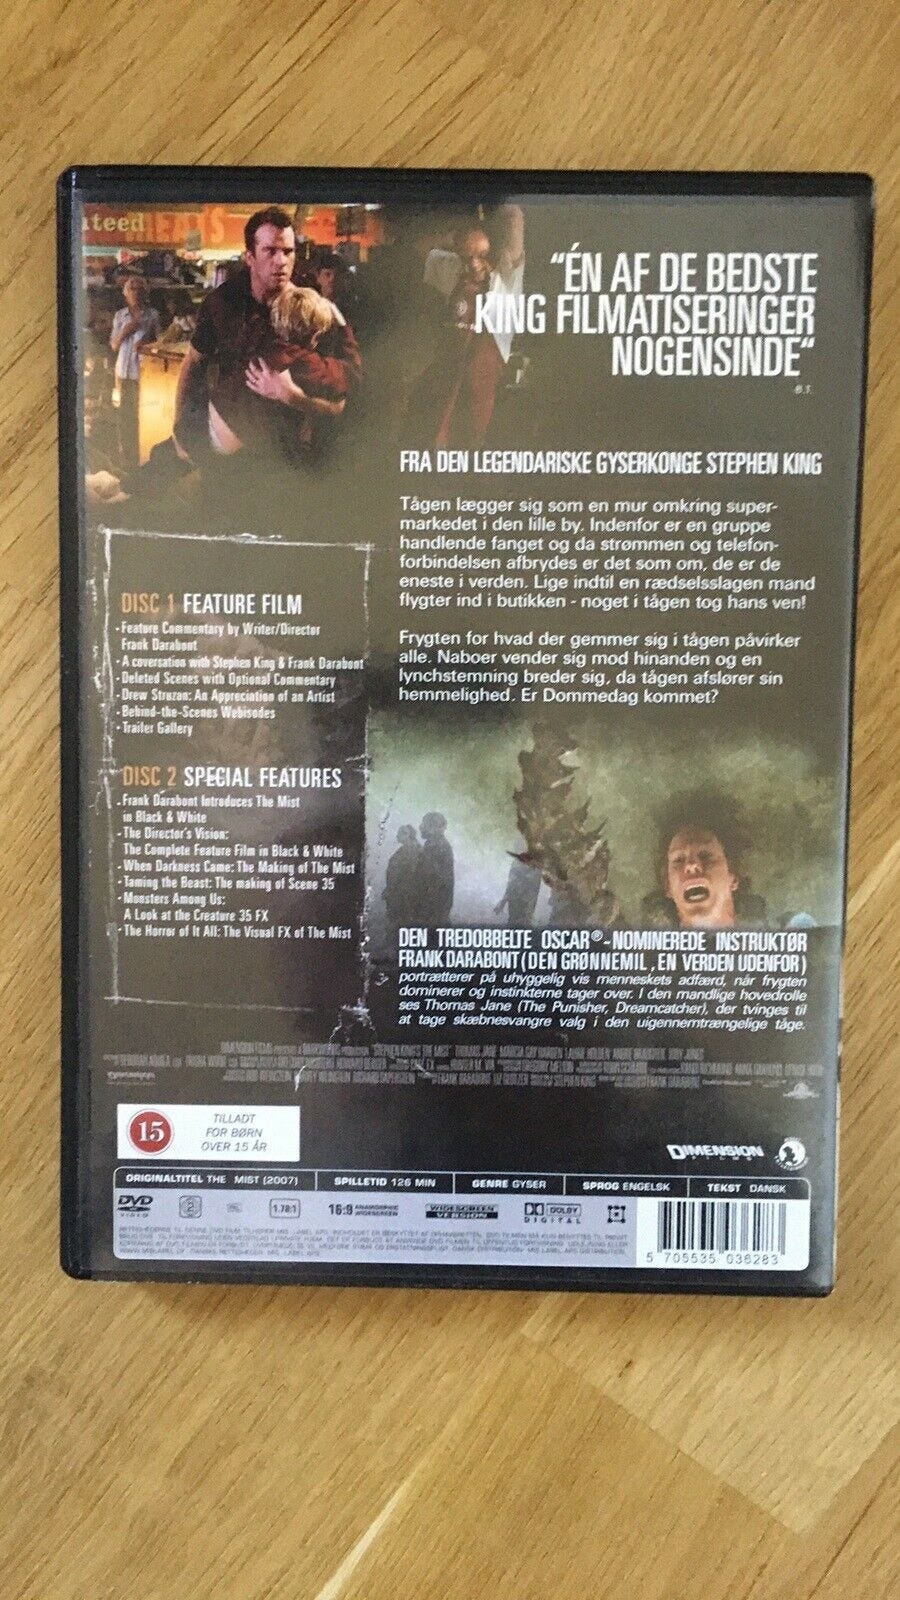 ateed MEATS
"ÉN AF DE BEDSTE
KING FILMATISERINGER
NOGENSINDE"
B.T.
FRA DEN LEGENDARISKE GYSERKONGE STEPHEN KING
Tågen lægger sig som en mur omkring super-
markedet i den lille by. Indenfor er en gruppe
handlende fanget og da strømmen og telefon-
forbindelsen afbrydes er det som om, de er de
eneste i verden. Lige indtil en rædselsslagen mand
flygter ind i butikken - noget i tågen tog hans ven!
Frygten for hvad der gemmer sig i tågen påvirker
alle. Naboer vender sig mod hinanden og en
lynchstemning breder sig, da tågen afslører sin
hemmelighed. Er Dommedag kommet?
DISC 1 FEATURE FILM
- Feature Commentary by Writer/Director
Frank Darabont
- A coversation with Stephen King & Frank Darabont
- Deleted Scenes with Optional Commentary
- Drew Struzan: An Appreciation of an Artist
- Behind-the-Scenes Webisodes
- Trailer Gallery
DISC 2 SPECIAL FEATURES
- Frank Darabont Introduces The Mist
in Black & White
- The Director's Vision:
The Complete Feature Film in Black & White
- When Darkness Came: The Making of The Mist
- Taming the Beast: The making of Scene 35
- Monsters Among Us:
A Look at the Creature 35 FX
- The Horror of It All: The Visual FX of The Mist
DEN TREDOBBELTE OSCAR®-NOMINEREDE INSTRUKTØR
FRANK DARABONT (DEN GRØNNEMIL, EN VERDEN UDENFOR)
portrætterer på uhyggelig vis menneskets adfærd, når frygten
dominerer og instinkterne tager over. I den mandlige hovedrolle
ses Thomas Jane (The Punisher, Dreamcatcher), der tvinges til
at tage skæbnesvangre valg i den uigennemtrængelige tåge.
15
TILLADT
FOR BØRN
OVER 15 ÅR
DIMENSION
FILMS
ORIGINALTITEL THE MIST (2007) SPILLETID 126 MIN GENRE GYSER SPROG ENGELSK TEKST DANSK
DVD VIDEO 2 1.78:1 16:9 ANAMORPHIC WIDESCREEN WIDESCREEN VERSION DOLBY DIGITAL
5 705535 036283